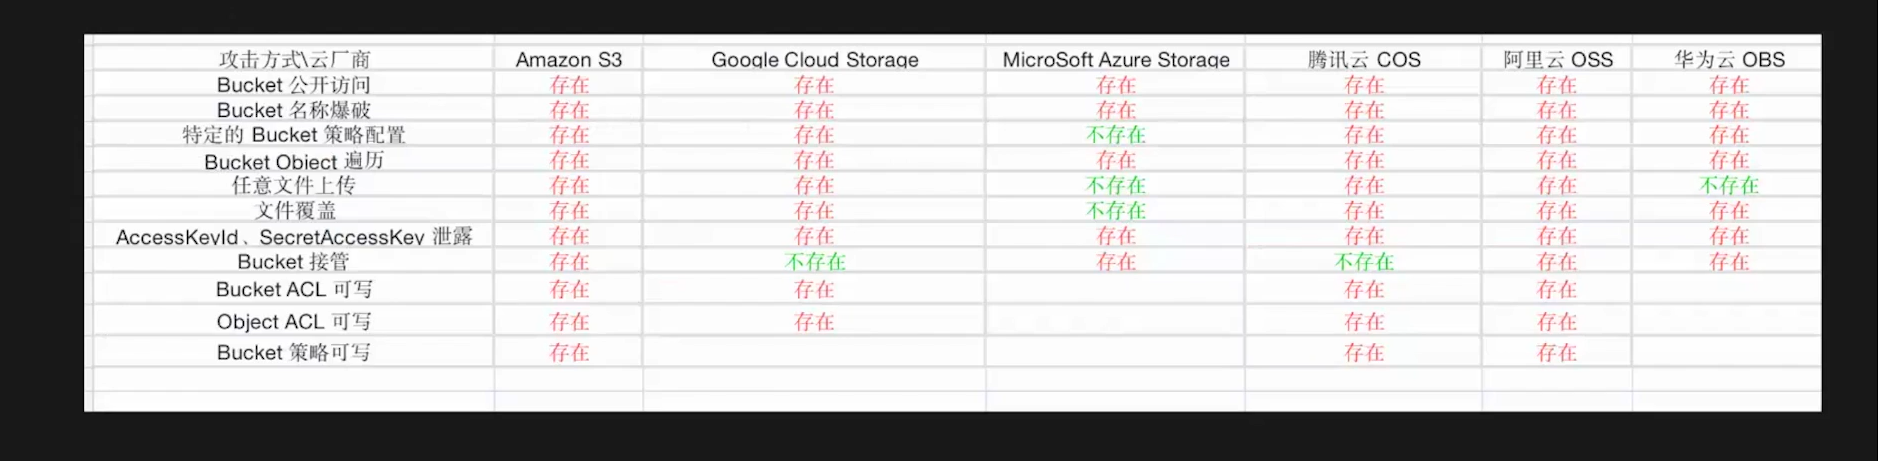 攻击方式\云厂商 Amazon S3 Google Cloud Storage MicroSoft Azure Storage 腾讯云 COS 阿里云 OSS 华为云 OBS
Bucket 公开访问 存在 存在 存在 存在 存在 存在
Bucket 名称爆破 存在 存在 存在 存在 存在 存在
特定的 Bucket 策略配置 存在 存在 不存在 存在 存在 存在
Bucket Object 遍历 存在 存在 存在 存在 存在 存在
任意文件上传 存在 存在 不存在 存在 存在 不存在
文件覆盖 存在 存在 不存在 存在 存在 存在
AccessKeyId、SecretAccessKey 泄露 存在 存在 存在 存在 存在 存在
Bucket 接管 存在 不存在 存在 不存在 存在 存在
Bucket ACL 可写 存在 存在 存在 存在
Object ACL 可写 存在 存在 存在 存在
Bucket 策略可写 存在 存在 存在